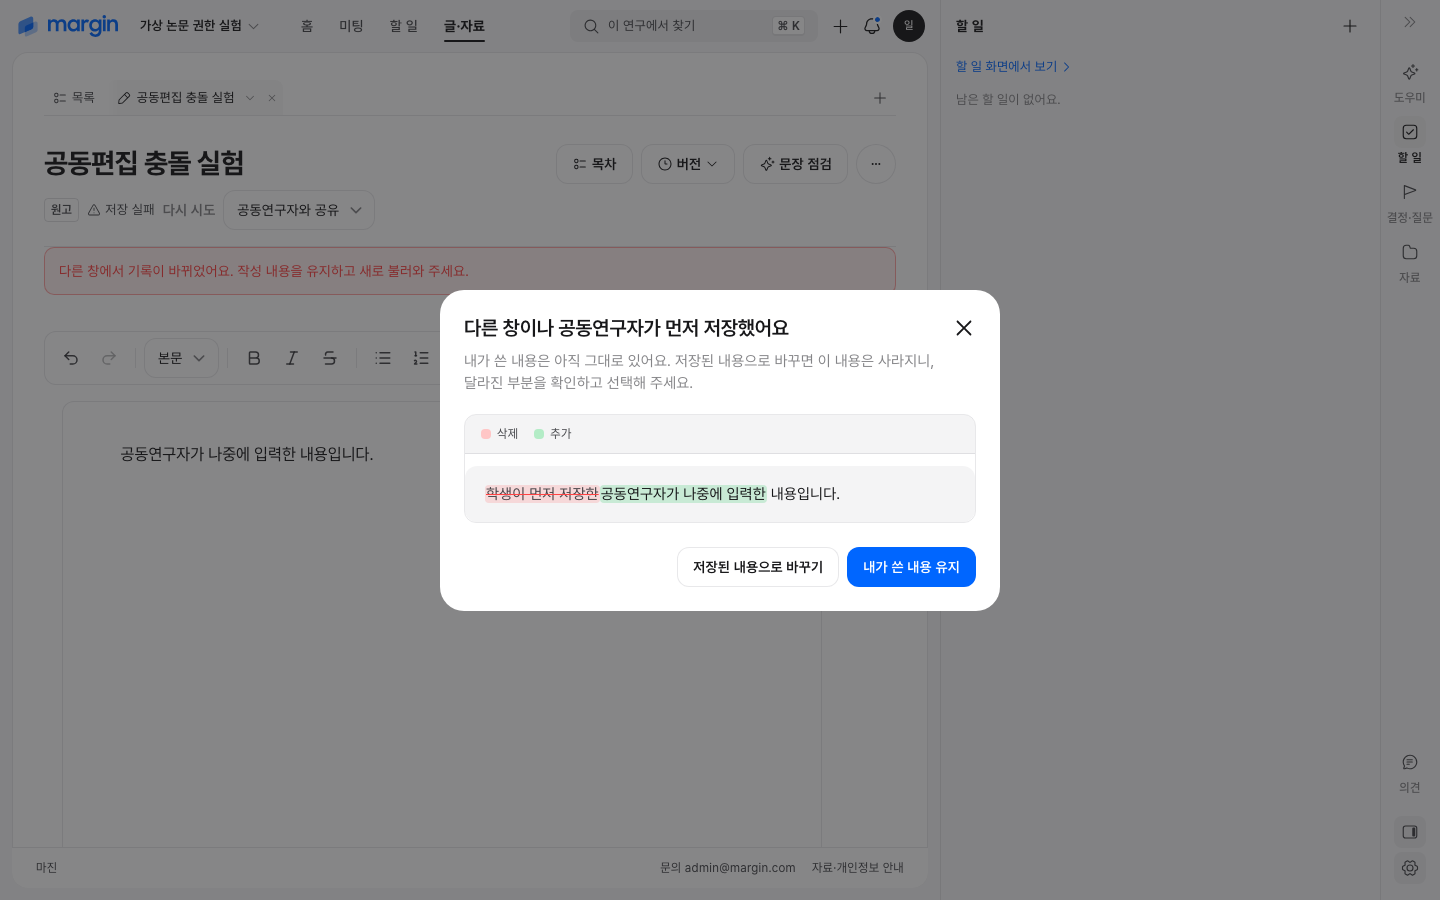 margin
가상 논문 권한 실험
홈
미팅
할 일
글·자료
이 연구에서 찾기
⌘ K
일
할 일
할 일 화면에서 보기
남은 할 일이 없어요.
목록
공동편집 충돌 실험
공동편집 충돌 실험
목차
버전
문장 점검
원고
저장 실패
다시 시도
공동연구자와 공유
다른 창에서 기록이 바뀌었어요. 작성 내용을 유지하고 새로 불러와 주세요.
본문
공동연구자가 나중에 입력한 내용입니다.
다른 창이나 공동연구자가 먼저 저장했어요
내가 쓴 내용은 아직 그대로 있어요. 저장된 내용으로 바꾸면 이 내용은 사라지니,
달라진 부분을 확인하고 선택해 주세요.
삭제
추가
학생이 먼저 저장한 공동연구자가 나중에 입력한 내용입니다.
저장된 내용으로 바꾸기
내가 쓴 내용 유지
도우미
할 일
결정·질문
자료
의견
마진
문의 admin@margin.com
자료·개인정보 안내